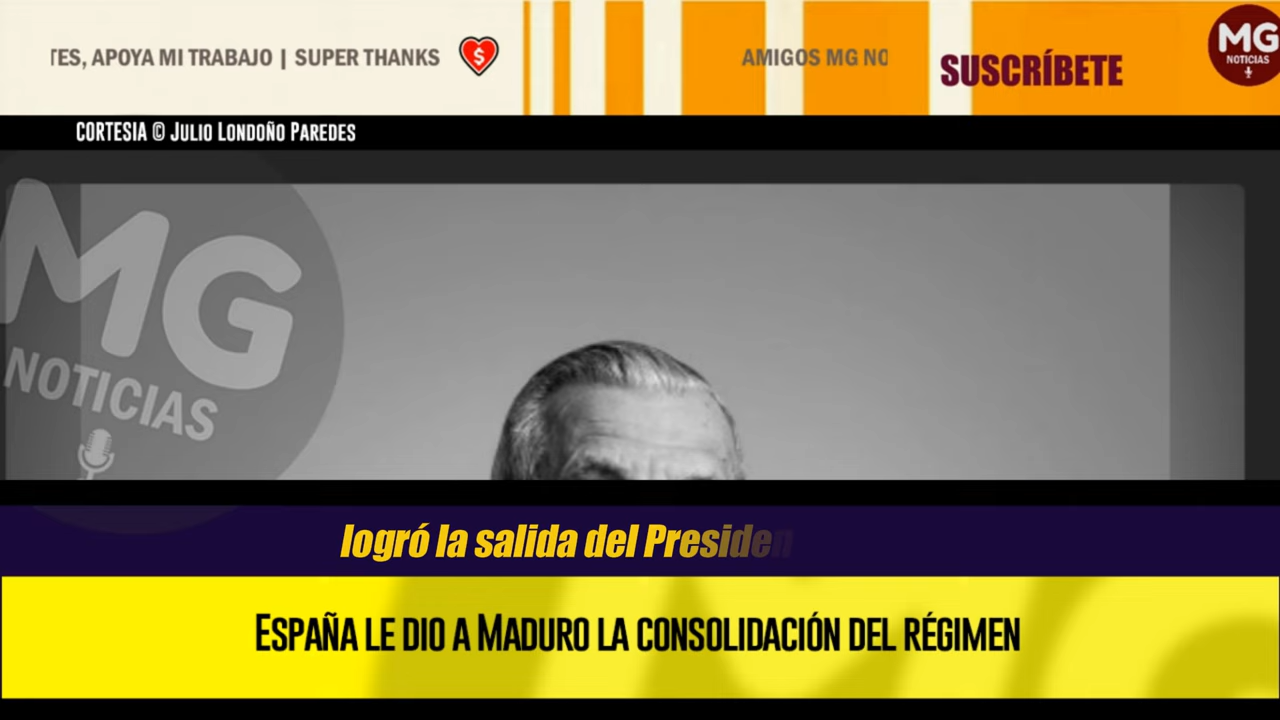 TES, APOYA MI TRABAJO | SUPER THANKS
AMIGOS MG NO
SUSCRÍBETE
MG
NOTICIAS
CORTESIA © JULIO LONDOÑO PAREDES
MG
NOTICIAS
logró la salida del Presiden
ESPAÑA LE DIO A MADURO LA CONSOLIDACIÓN DEL RÉGIMEN